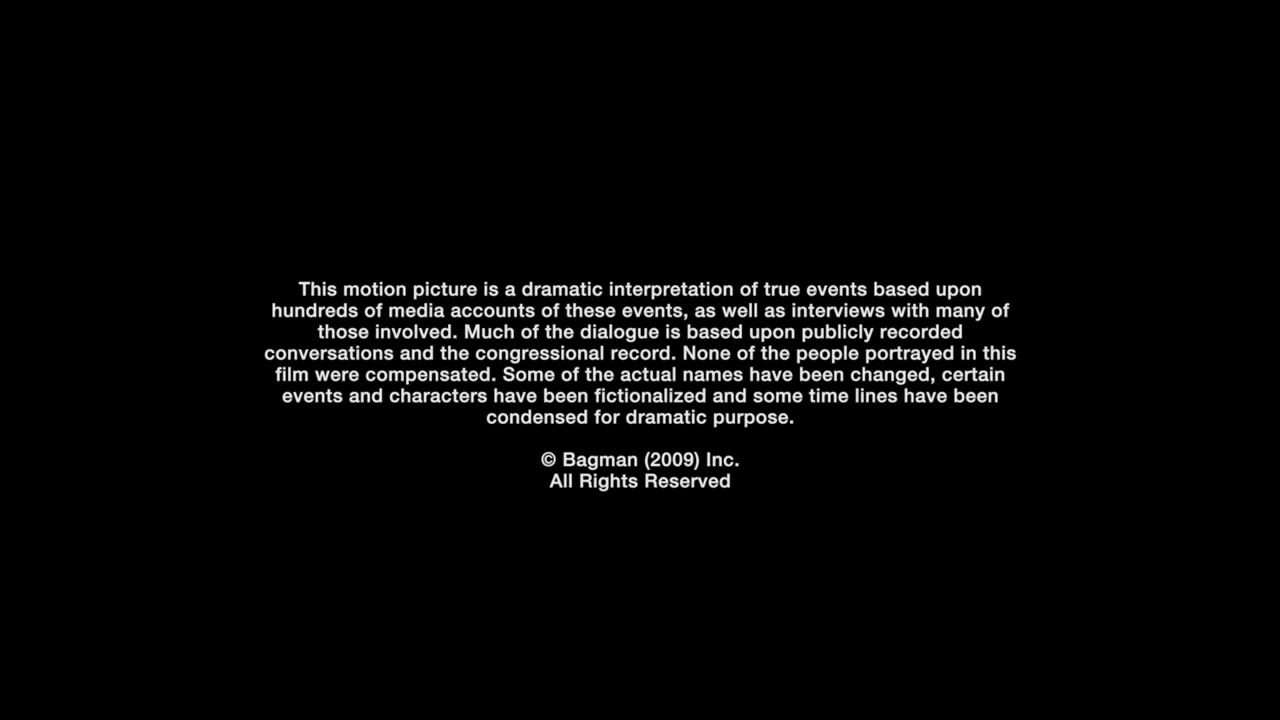 This motion picture is a dramatic interpretation of true events based upon
hundreds of media accounts of these events, as well as interviews with many of
those involved. Much of the dialogue is based upon publicly recorded
conversations and the congressional record. None of the people portrayed in this
film were compensated. Some of the actual names have been changed, certain
events and characters have been fictionalized and some time lines have been
condensed for dramatic purpose.
© Bagman (2009) Inc.
All Rights Reserved